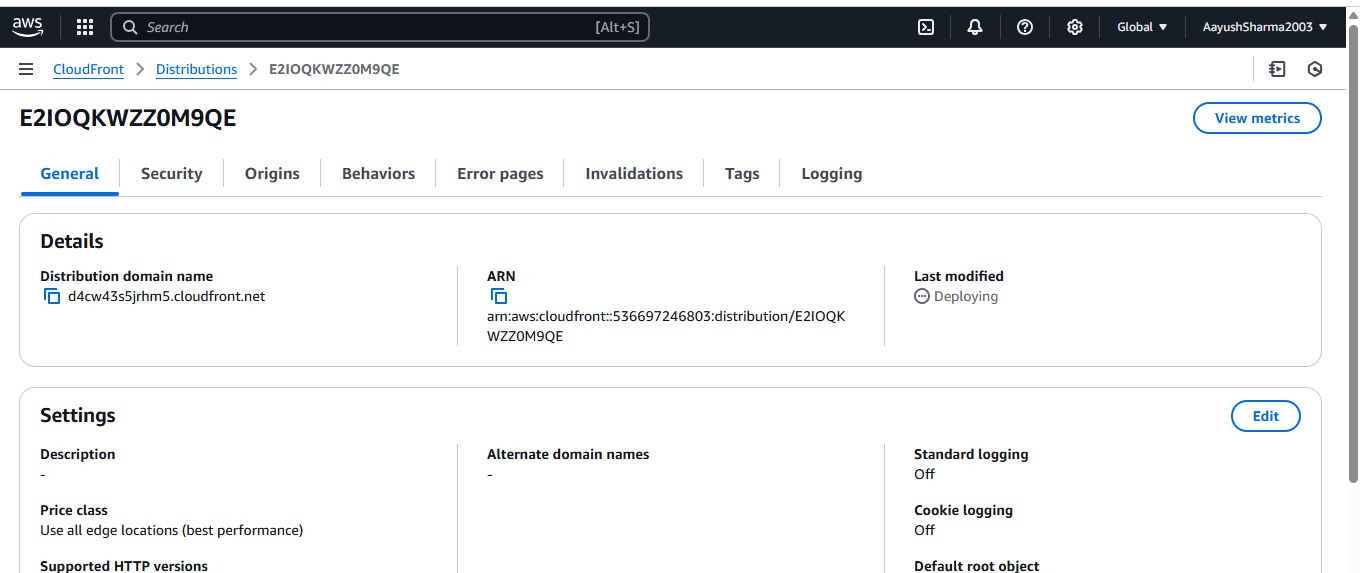 aws Search [Alt+S] Global AayushSharma2003
CloudFront Distributions E2IOQKWZZ0M9QE
E2IOQKWZZ0M9QE
View metrics
General Security Origins Behaviors Error pages Invalidations Tags Logging
Details
Distribution domain name
d4cw43s5jrhm5.cloudfront.net
ARN
arn:aws:cloudfront::536697246803:distribution/E2IOQK
WZZ0M9QE
Last modified
Deploying
Settings
Edit
Description
-
Price class
Use all edge locations (best performance)
Supported HTTP versions
Alternate domain names
-
Standard logging
Off
Cookie logging
Off
Default root object